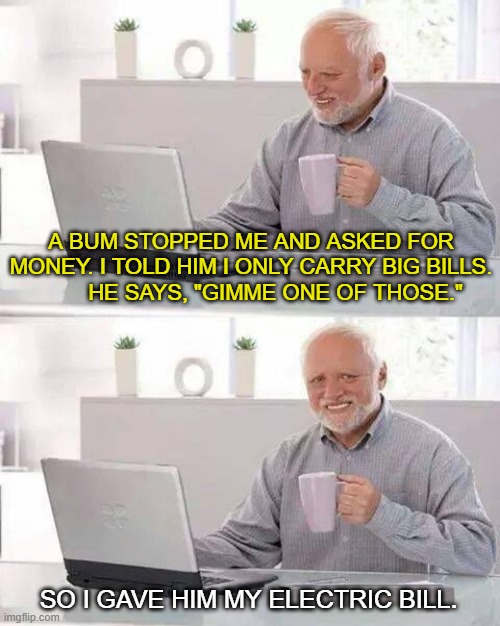 A BUM STOPPED ME AND ASKED FOR
MONEY. I TOLD HIM I ONLY CARRY BIG BILLS.
HE SAYS, "GIMME ONE OF THOSE."
SO I GAVE HIM MY ELECTRIC BILL.
imgflip.com